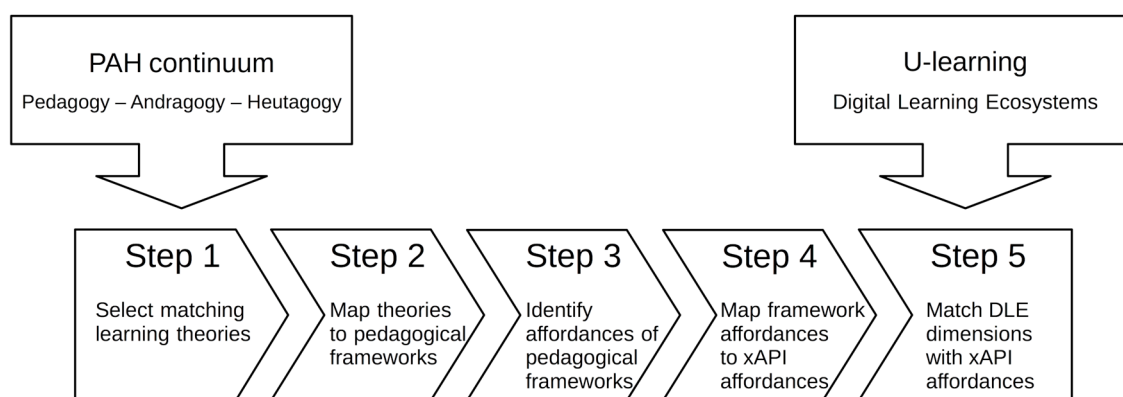 PAH continuum
Pedagogy – Andragogy – Heutagogy
U-learning
Digital Learning Ecosystems
Step 1
Select matching
learning theories
Step 2
Map theories
to pedagogical
frameworks
Step 3
Identify
affordances of
pedagogical
frameworks
Step 4
Map framework
affordances
to xAPI
affordances
Step 5
Match DLE
dimensions
with xAPI
affordances